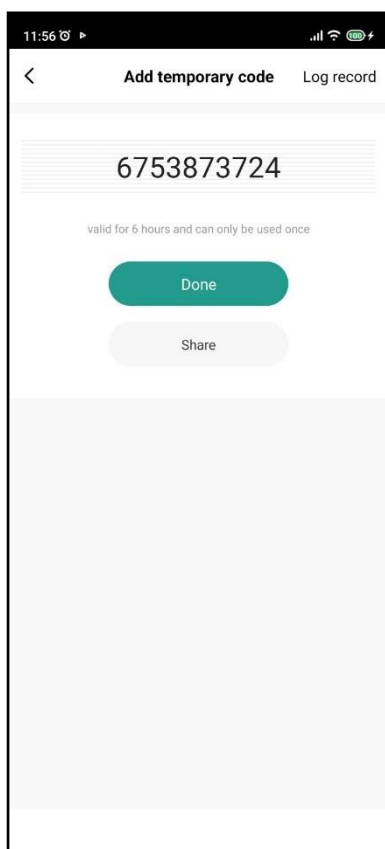 11:56
100
Add temporary code Log record
6753873724
valid for 6 hours and can only be used once
Done
Share